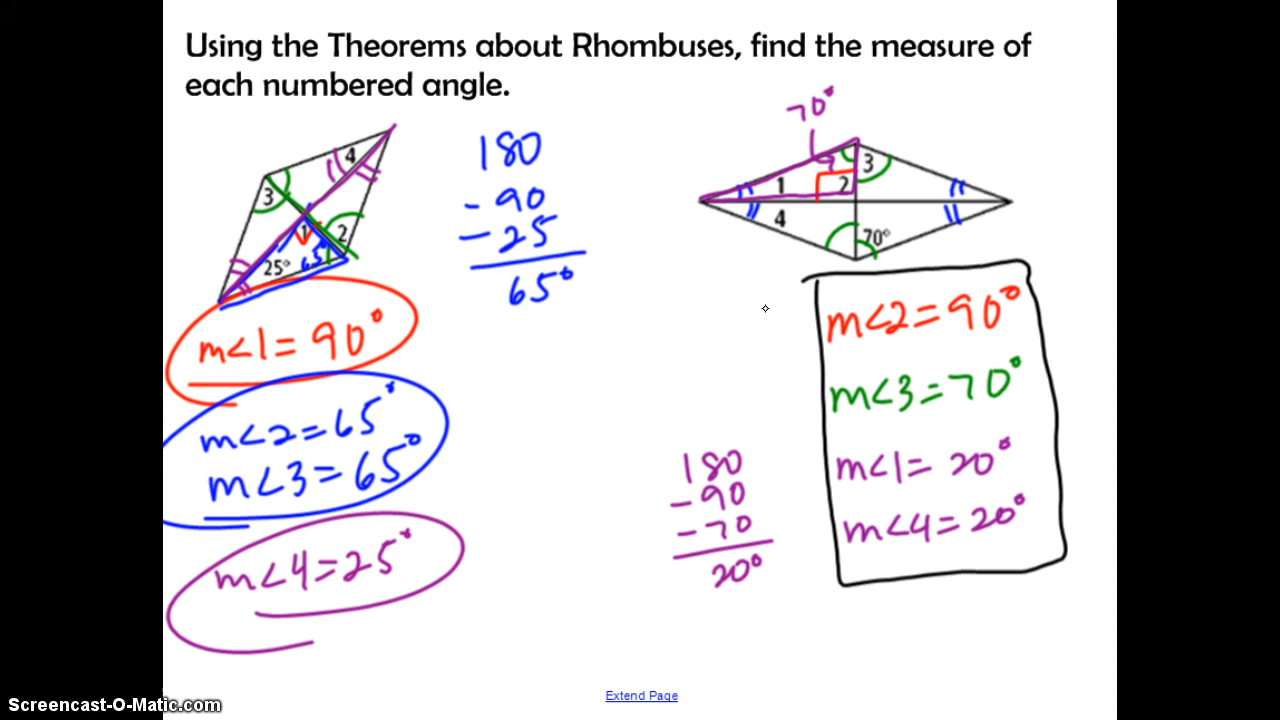 Using the Theorems about Rhombuses, find the measure of
each numbered angle.
4
3
1
2
25°
65°
180
- 90
- 25
65°
m<1 = 90°
m<2 = 65°
m<3 = 65°
m<4 = 25°
70°
3
1
2
4
70°
180
- 90
- 70
20°
m<2 = 90°
m<3 = 70°
m<1 = 20°
m<4 = 20°
Extend Page
Screencast-O-Matic.com